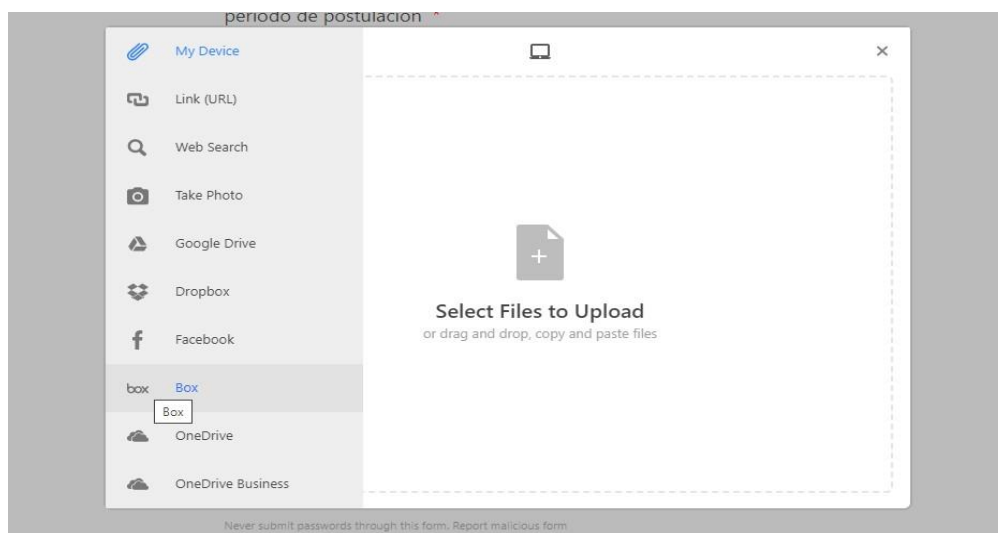 periodo de postulación *
My Device
Link (URL)
Web Search
Take Photo
Google Drive
Dropbox
Facebook
box Box
Box
OneDrive
OneDrive Business
Select Files to Upload
or drag and drop, copy and paste files
Never submit passwords through this form. Report malicious form